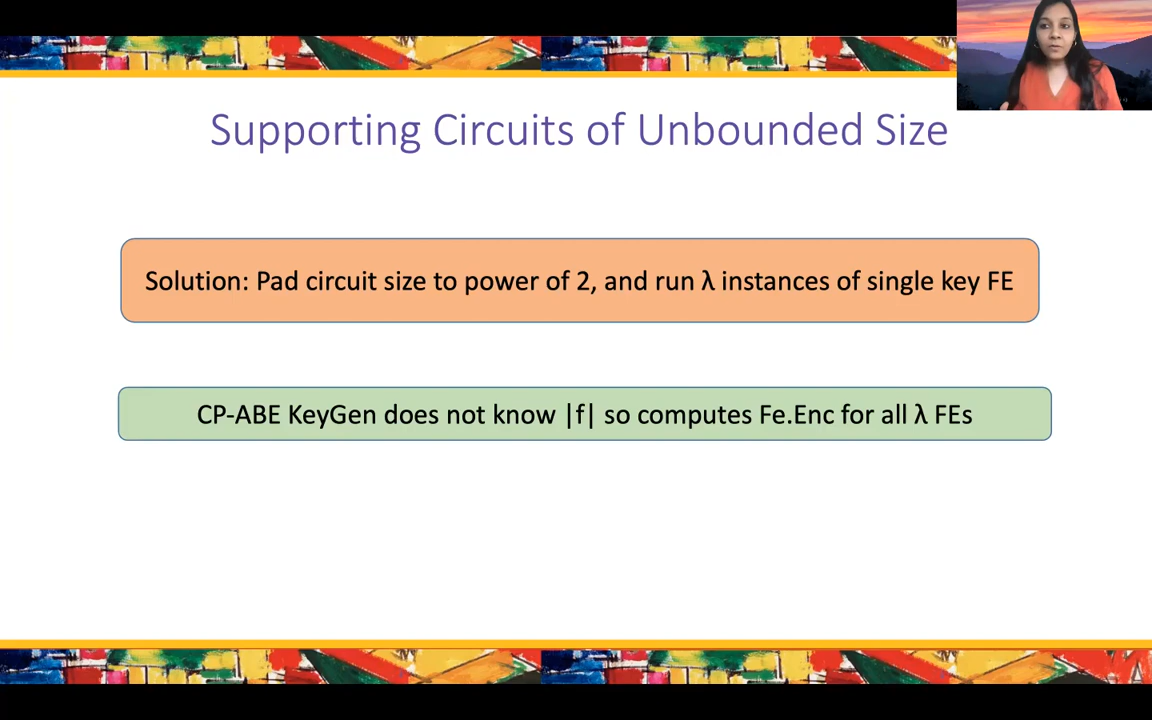 Supporting Circuits of Unbounded Size
Solution: Pad circuit size to power of 2, and run λ instances of single key FE
CP-ABE KeyGen does not know |f| so computes Fe.Enc for all λ FEs